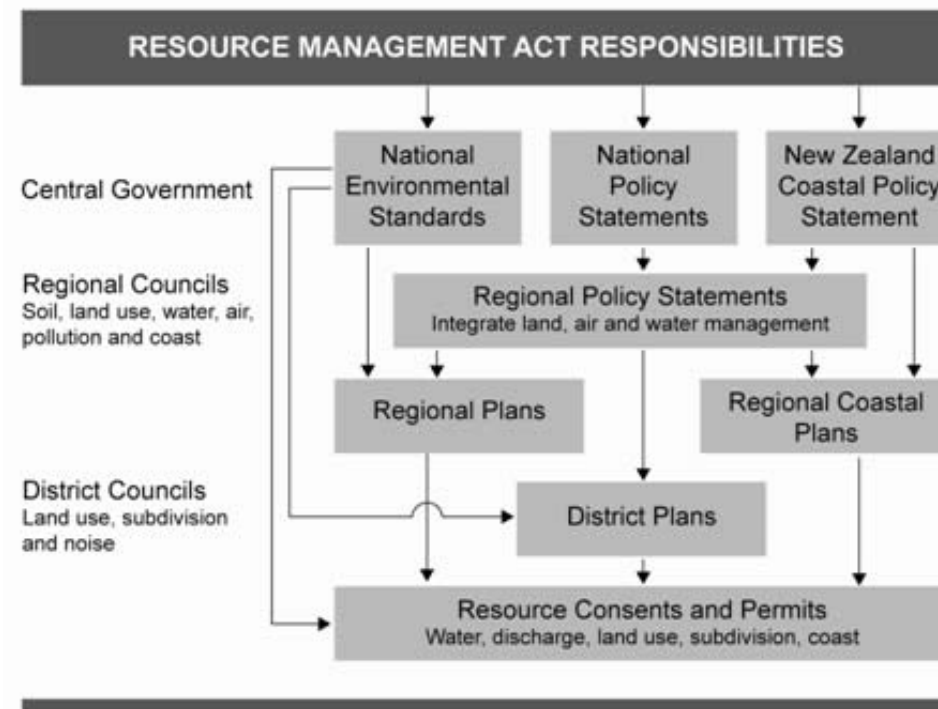 RESOURCE MANAGEMENT ACT RESPONSIBILITIES
Central Government
National
Environmental
Standards
National
Policy
Statements
New Zealand
Coastal Policy
Statement
Regional Councils
Soil, land use, water, air,
pollution and coast
Regional Policy Statements
Integrate land, air and water management
Regional Plans
Regional Coastal
Plans
District Councils
Land use, subdivision
and noise
District Plans
Resource Consents and Permits
Water, discharge, land use, subdivision, coast